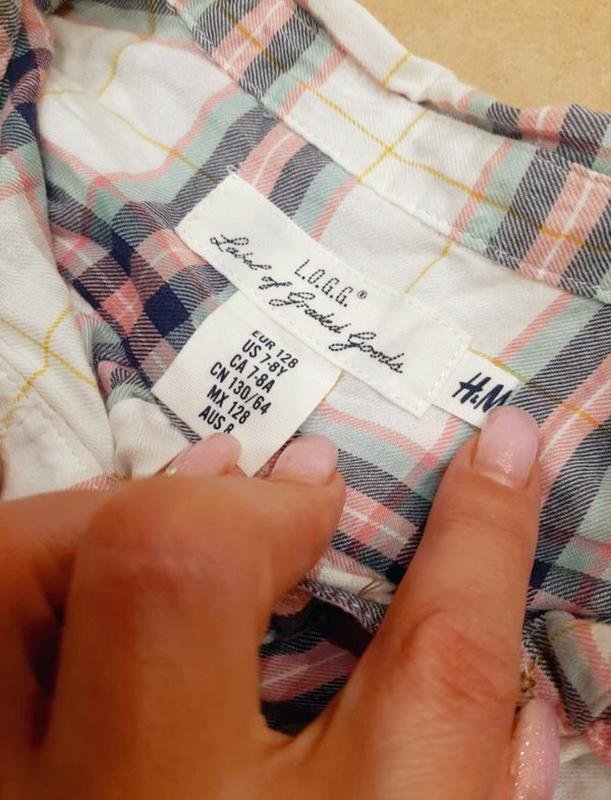 L.O.G.G.®
Label of Graded Goods
H&M
EUR 128
US 7-8Y
CA 7-8A
CN 130/64
MX 128
AUS 8